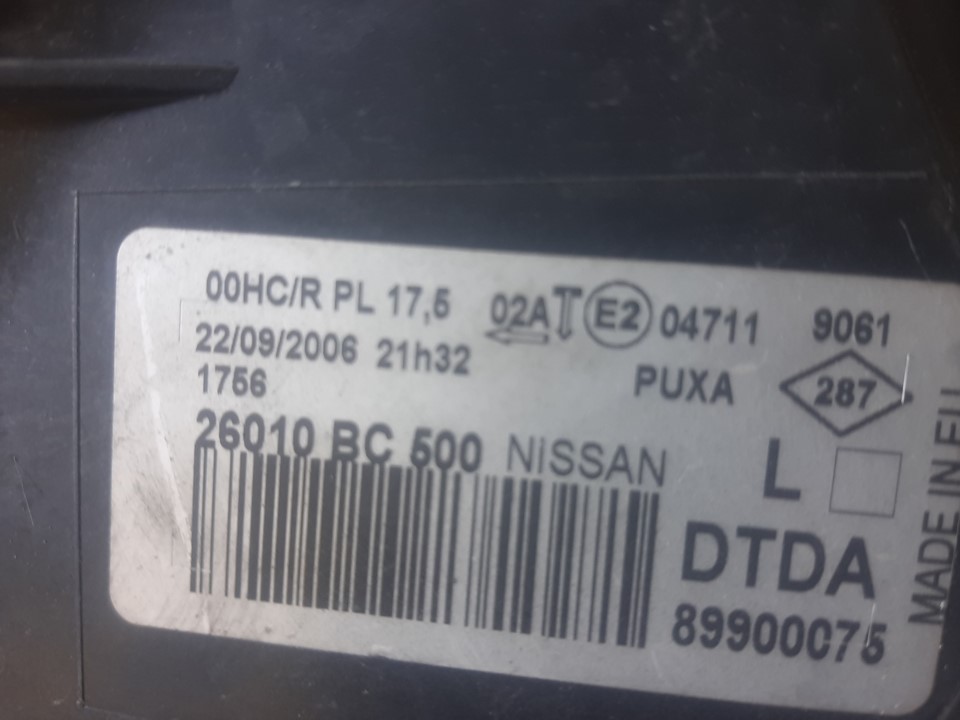 00HC/R PL 17,5 02A E2 04711 9061
22/09/2006 21h32 PUXA 287
1756
26010 BC 500 NISSAN L
DTDA
89900075
MADE IN EU